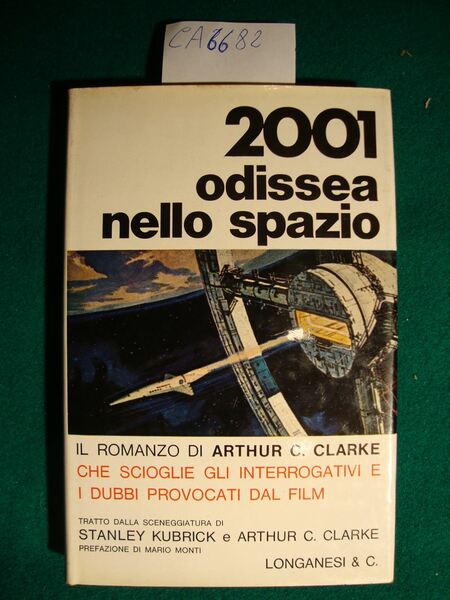 CA6682
2001
odissea
nello spazio
IL ROMANZO DI ARTHUR C. CLARKE
CHE SCIOGLIE GLI INTERROGATIVI E
I DUBBI PROVOCATI DAL FILM
TRATTO DALLA SCENEGGIATURA DI
STANLEY KUBRICK e ARTHUR C. CLARKE
PREFAZIONE DI MARIO MONTI
LONGANESI & C.